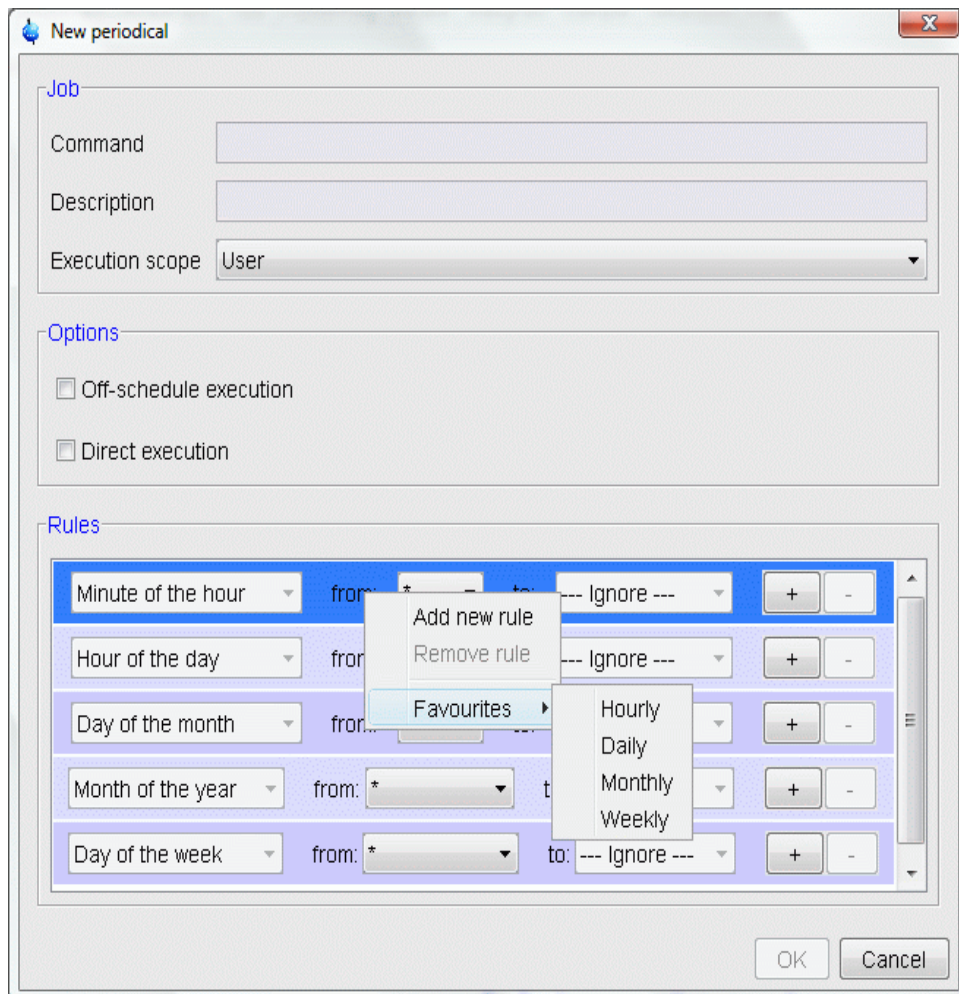 New periodical
Job
Command
Description
Execution scope User
Options
Off-schedule execution
Direct execution
Rules
Minute of the hour from: * to: --- Ignore --- + -
Add new rule
Hour of the day from --- Ignore --- + -
Remove rule
Favourites
Hourly
Day of the month from: + -
Daily
Month of the year from: * t + -
Monthly
Weekly
Day of the week from: * to: --- Ignore --- + -
OK Cancel